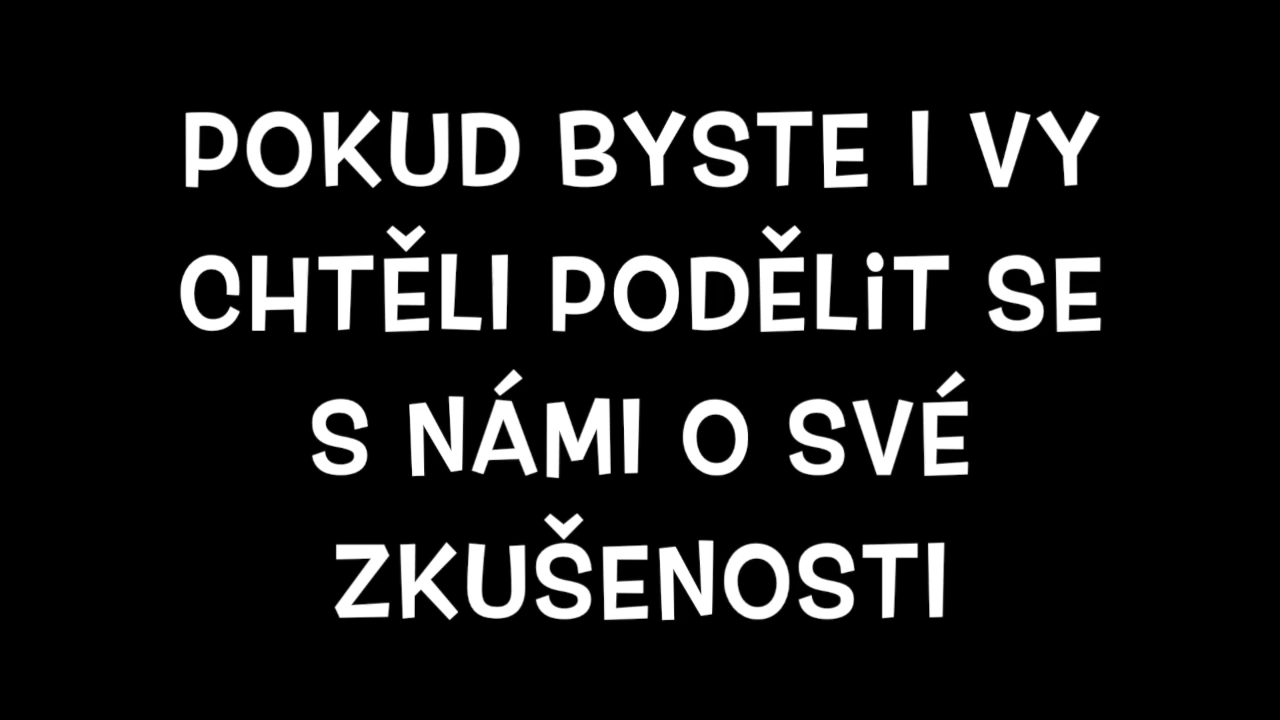 POKUD BYSTE I VY
CHTĚLI PODĚLiT SE
S NÁMI O SVÉ
ZKUŠENOSTI